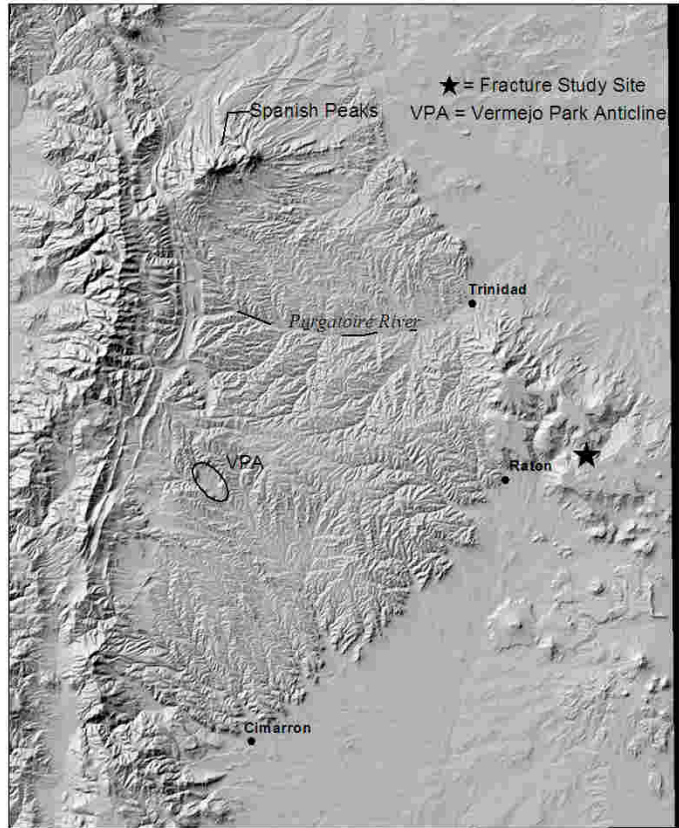 ★ = Fracture Study Site
Spanish Peaks
VPA = Vermejo Park Anticline
Trinidad
Purgatoire River
VPA
Raton
Cimarron